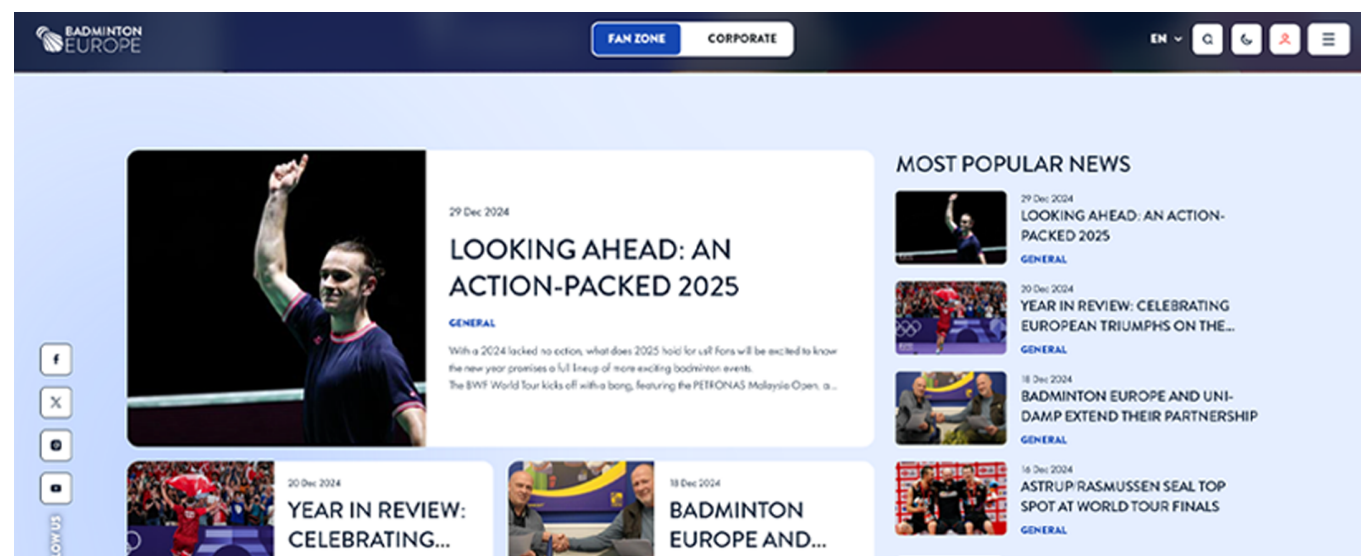 BADMINTON
EUROPE
FAN ZONE
CORPORATE
EN
29 Dec 2024
LOOKING AHEAD: AN
ACTION-PACKED 2025
GENERAL
With a 2024 lacked no action, what does 2025 hold for us? Fans will be excited to know
the new year promises a full lineup of more exciting badminton events.
The BWF World Tour kicks off with a bang, featuring the PETRONAS Malaysia Open, a...
20 Dec 2024
YEAR IN REVIEW:
CELEBRATING...
18 Dec 2024
BADMINTON
EUROPE AND...
MOST POPULAR NEWS
29 Dec 2024
LOOKING AHEAD: AN ACTION-
PACKED 2025
GENERAL
20 Dec 2024
YEAR IN REVIEW: CELEBRATING
EUROPEAN TRIUMPHS ON THE...
GENERAL
18 Dec 2024
BADMINTON EUROPE AND UNI-
DAMP EXTEND THEIR PARTNERSHIP
GENERAL
16 Dec 2024
ASTRUP/RASMUSSEN SEAL TOP
SPOT AT WORLD TOUR FINALS
GENERAL
OW US